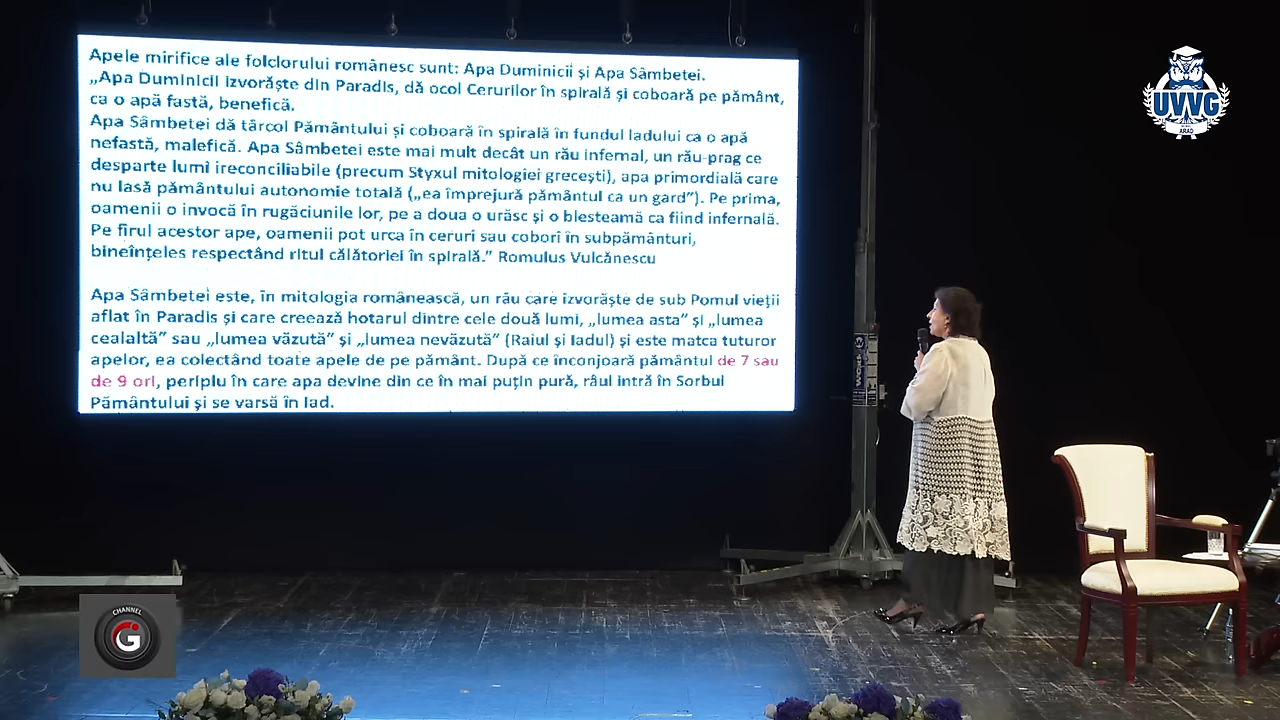 Apele mirifice ale folclorului românesc sunt: Apa Duminicii și Apa Sâmbetei.
„Apa Duminicii izvorăște din Paradis, dă ocol Cerurilor în spirală și coboară pe pământ,
ca o apă fastă, benefică.
Apa Sâmbetei dă târcol Pământului și coboară în spirală în fundul Iadului ca o apă
nefastă, malefică. Apa Sâmbetei este mai mult decât un rău infernal, un rău-prag ce
desparte lumi ireconciliabile (precum Styxul mitologiei grecești), apa primordială care
nu lasă pământului autonomie totală („ea împrejură pământul ca un gard”). Pe prima,
oamenii o invocă în rugăciunile lor, pe a doua o urăsc și o blesteamă ca fiind infernală.
Pe firul acestor ape, oamenii pot urca în ceruri sau coborî în subpământuri,
bineînțeles respectând ritul călătoriei în spirală.” Romulus Vulcănescu
Apa Sâmbetei este, în mitologia românească, un râu care izvorăște de sub Pomul vieții
aflat în Paradis și care creează hotarul dintre cele două lumi, „lumea asta” și „lumea
cealaltă” sau „lumea văzută” și „lumea nevăzută” (Raiul și Iadul) și este matca tuturor
apelor, ea colectând toate apele de pe pământ. După ce înconjoară pământul de 7 sau
de 9 ori, periplu în care apa devine din ce în mai puțin pură, râul intră în Sorbul
Pământului și se varsă în Iad.
UVVG
ARAD
CHANNEL
G